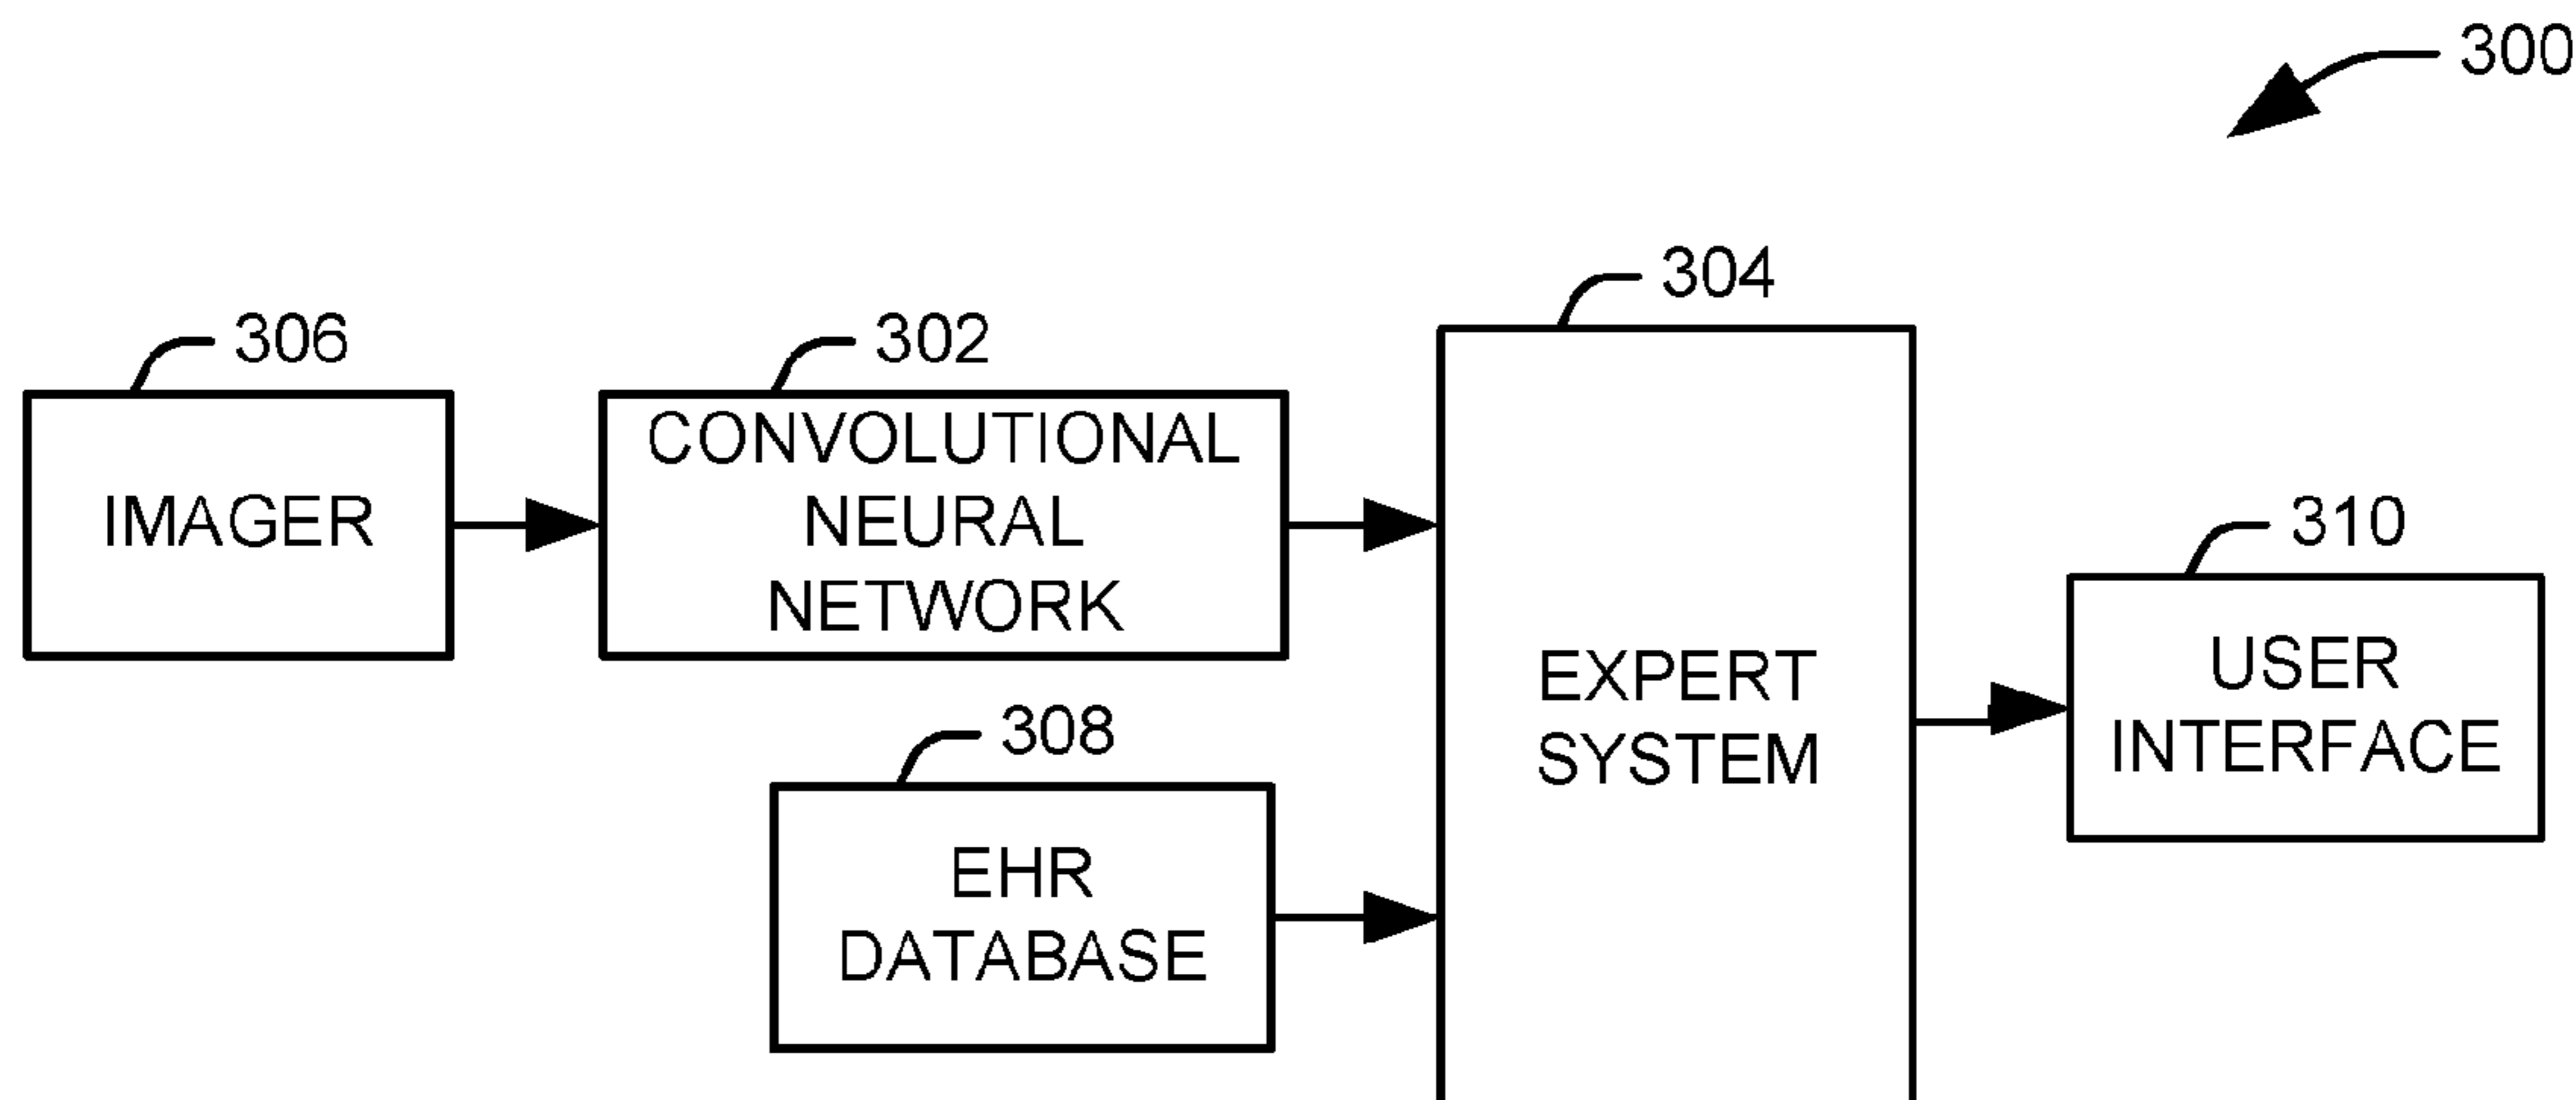 300
304
306
302
IMAGER
CONVOLUTIONAL
NEURAL
NETWORK
310
EXPERT
SYSTEM
USER
INTERFACE
308
EHR
DATABASE